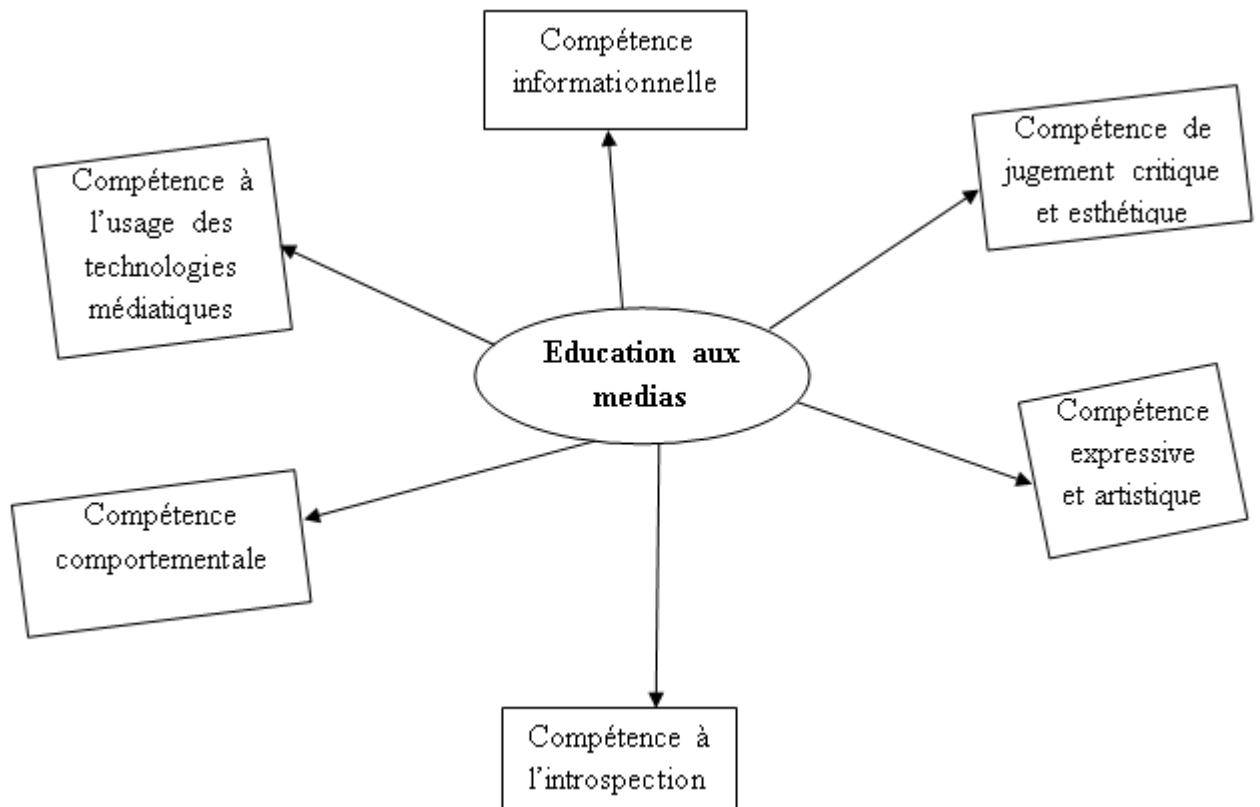 Compétence
informationnelle
Compétence de
jugement critique
et esthétique
Compétence à
l'usage des
technologies
médiatiques
Education aux
medias
Compétence
expressive
et artistique
Compétence
comportementale
Compétence à
l'introspection